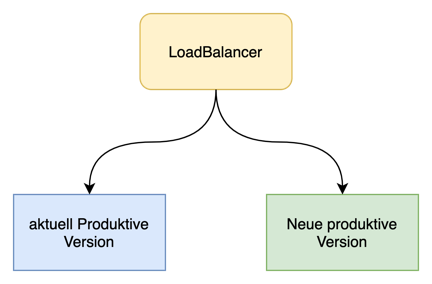 LoadBalancer
aktuell Produktive
Version
Neue produktive
Version